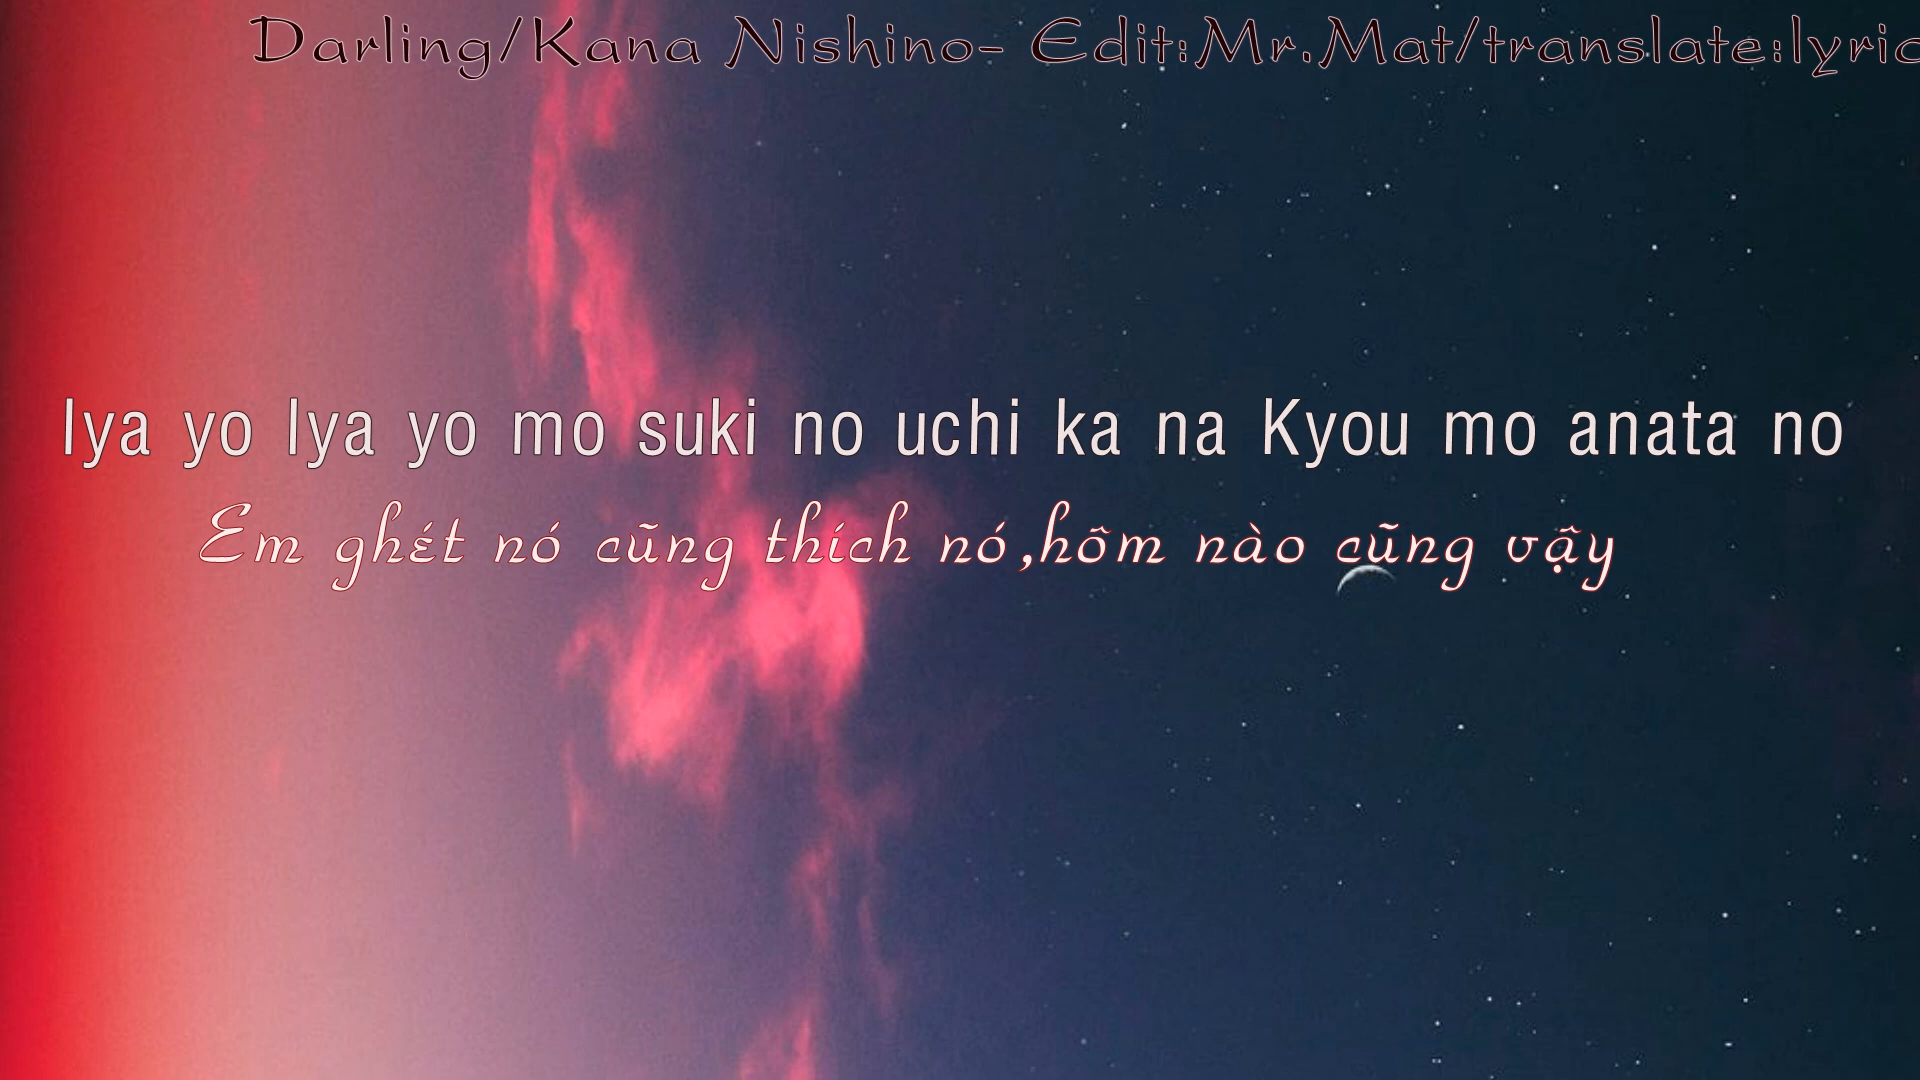 Darling/Kana Nishino- Edit:Mr.Mat/translate:lyric
Iya yo Iya yo mo suki no uchi ka na Kyou mo anata no
Em ghét nó cũng thích nó,hôm nào cũng vậy